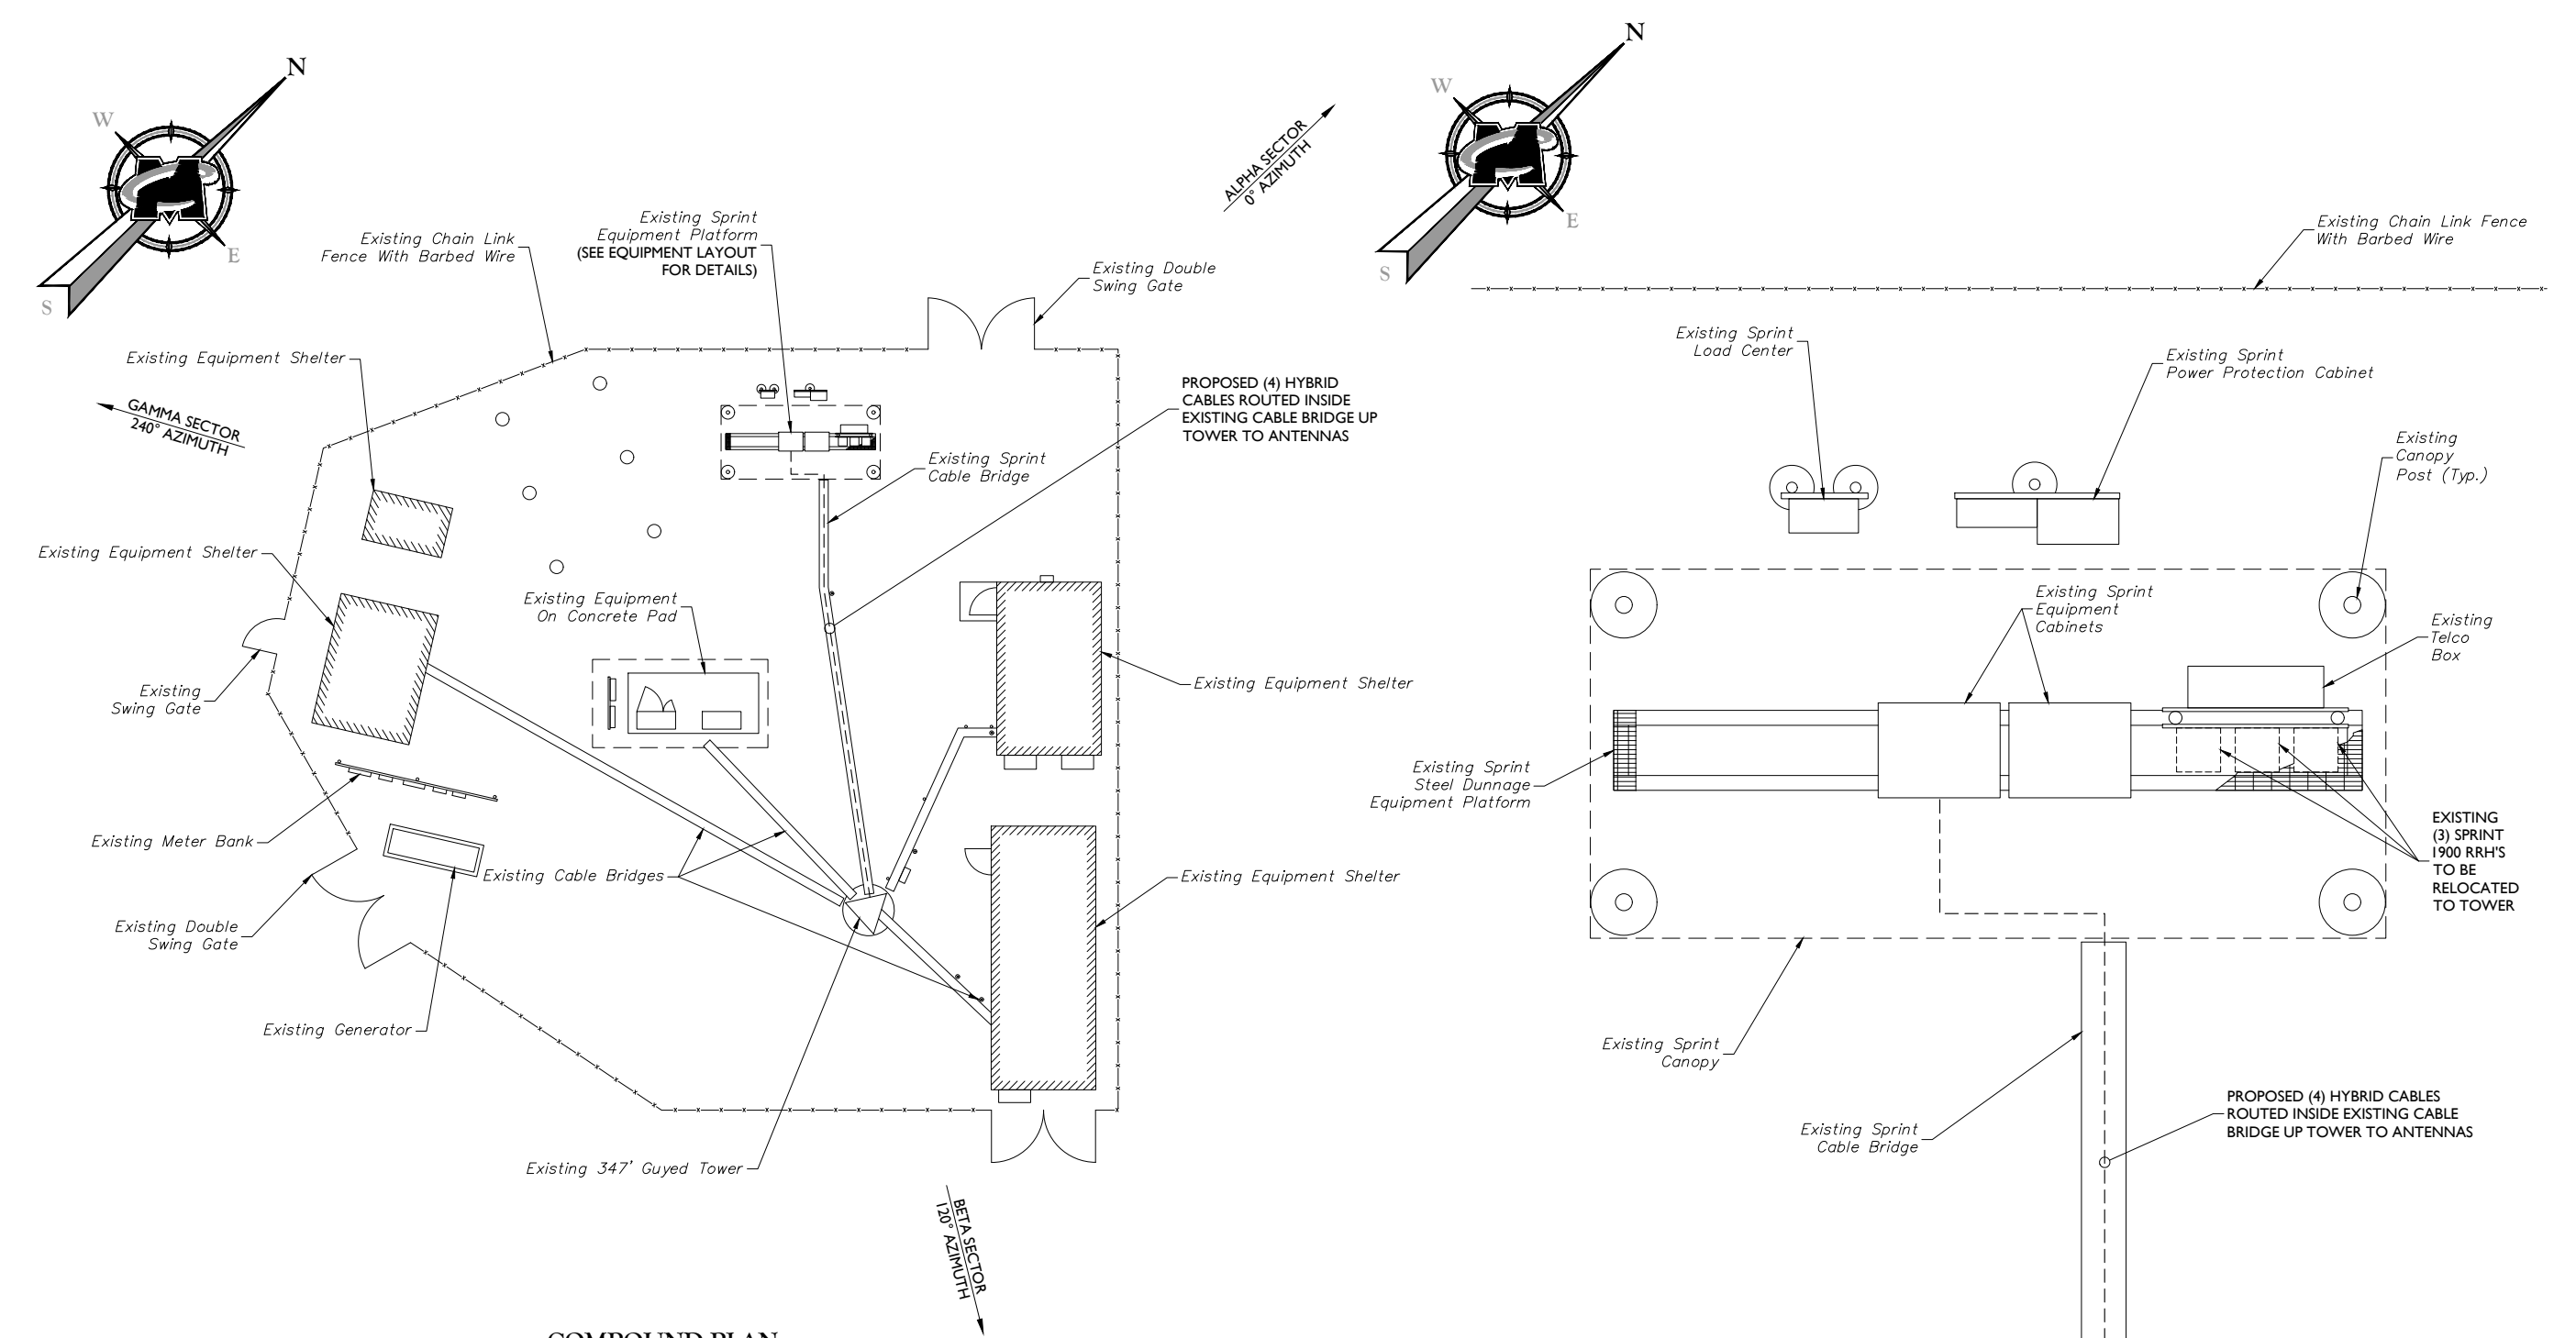 N
W
E
S
Existing Sprint
Equipment Platform
(SEE EQUIPMENT LAYOUT
FOR DETAILS)
Existing Chain Link
Fence With Barbed Wire
Existing Double
Swing Gate
Existing Equipment Shelter
GAMMA SECTOR
240° AZIMUTH
PROPOSED (4) HYBRID
CABLES ROUTED INSIDE
EXISTING CABLE BRIDGE UP
TOWER TO ANTENNAS
Existing Sprint
Cable Bridge
Existing Equipment Shelter
Existing Equipment
On Concrete Pad
Existing Equipment Shelter
Existing
Swing Gate
Existing Meter Bank
Existing Cable Bridges
Existing Equipment Shelter
Existing Double
Swing Gate
Existing Generator
Existing 347' Guyed Tower
BETA SECTOR
120° AZIMUTH
COMPOUND PLAN
ALPHA SECTOR
0° AZIMUTH
N
W
E
S
Existing Chain Link Fence
With Barbed Wire
Existing Sprint
Load Center
Existing Sprint
Power Protection Cabinet
Existing
Canopy
Post (Typ.)
Existing Sprint
Equipment
Cabinets
Existing
Telco
Box
Existing Sprint
Steel Dunnage
Equipment Platform
EXISTING
(3) SPRINT
1900 RRH'S
TO BE
RELOCATED
TO TOWER
Existing Sprint
Canopy
Existing Sprint
Cable Bridge
PROPOSED (4) HYBRID CABLES
ROUTED INSIDE EXISTING CABLE
BRIDGE UP TOWER TO ANTENNAS